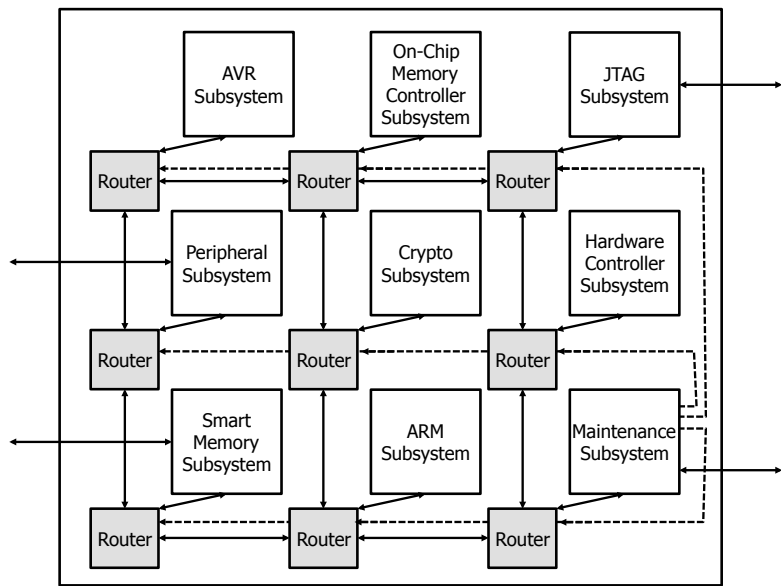 AVR
Subsystem
On-Chip
Memory
Controller
Subsystem
JTAG
Subsystem
Router
Router
Router
Peripheral
Subsystem
Crypto
Subsystem
Hardware
Controller
Subsystem
Router
Router
Router
Smart
Memory
Subsystem
ARM
Subsystem
Maintenance
Subsystem
Router
Router
Router